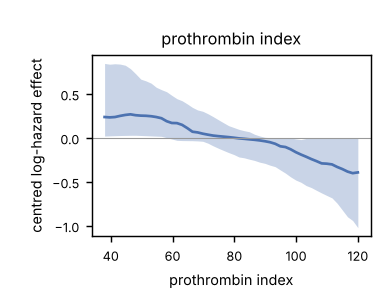 prothrombin index
centred log-hazard effect
0.5
0.0
−0.5
−1.0
40 60 80 100 120
prothrombin index